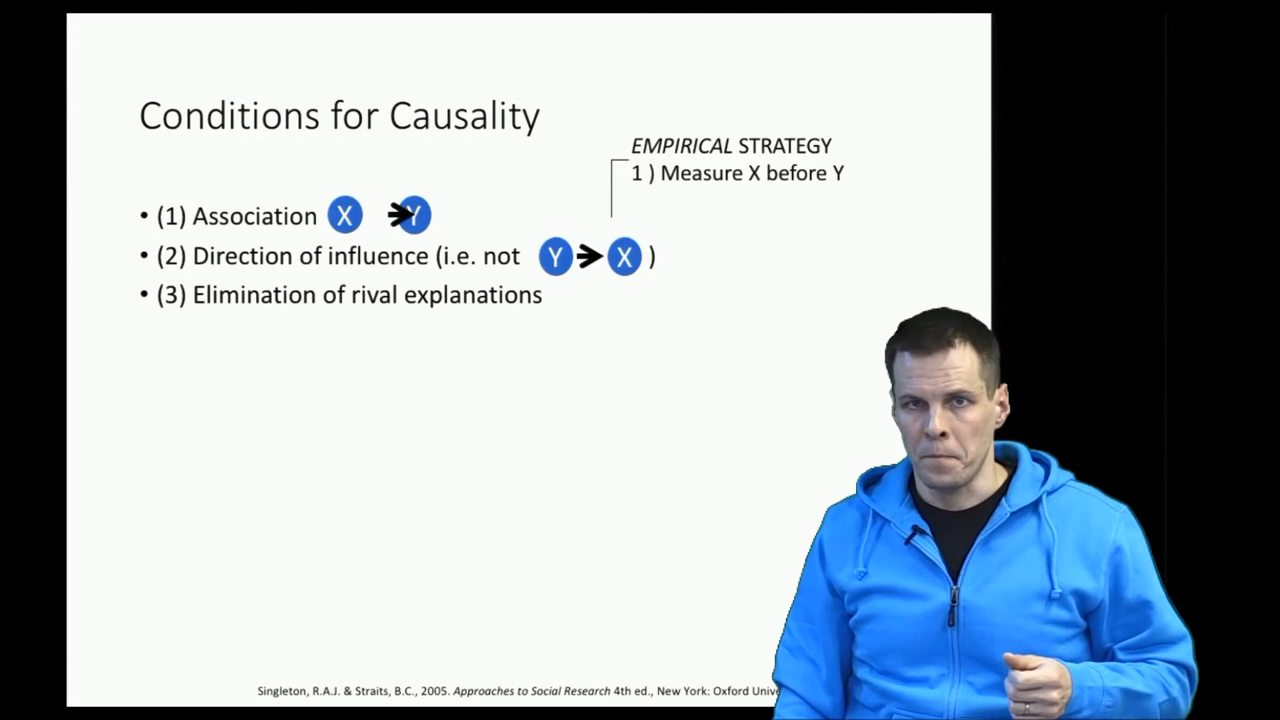 Conditions for Causality
EMPIRICAL STRATEGY
1 ) Measure X before Y
• (1) Association X Y
• (2) Direction of influence (i.e. not Y X )
• (3) Elimination of rival explanations
Singleton, R.A.J. & Straits, B.C., 2005. Approaches to Social Research 4th ed., New York: Oxford